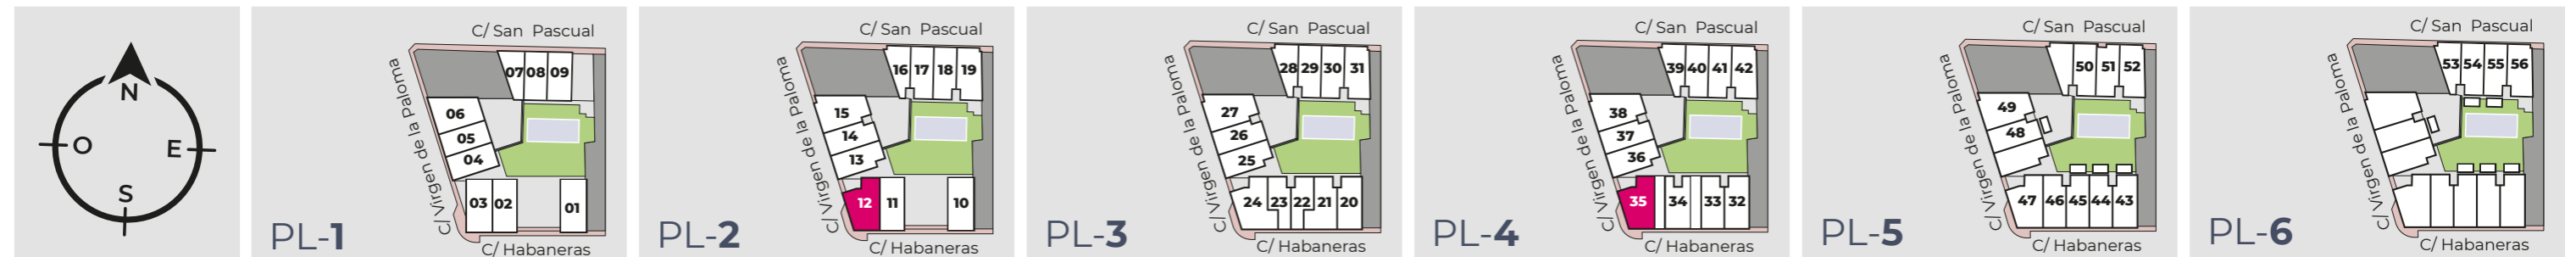 N
O
E
S
C/ San Pascual
C/Virgen de la Paloma
07 08 09
06
05
04
03 02
01
PL-1
C/ Habaneras
C/ San Pascual
C/Virgen de la Paloma
16 17 18 19
15
14
13
12 11
10
PL-2
C/ Habaneras
C/ San Pascual
C/Virgen de la Paloma
28 29 30 31
27
26
25
24 23 22 21 20
PL-3
C/ Habaneras
C/ San Pascual
C/Virgen de la Paloma
39 40 41 42
38
37
36
35 34 33 32
PL-4
C/ Habaneras
C/ San Pascual
C/Virgen de la Paloma
50 51 52
49
48
47 46 45 44 43
PL-5
C/ Habaneras
C/ San Pascual
C/Virgen de la Paloma
53 54 55 56
PL-6
C/ Habaneras